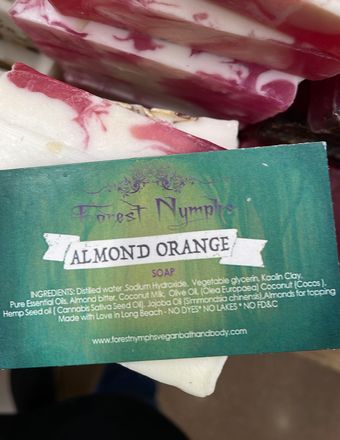 Forest Nymphs
ALMOND ORANGE
SOAP
INGREDIENTS: Distilled water Sodium Hydroxide, Vegetable glycerin, Kaolin Clay,
Pure Essential Oils, Almond bitter, Coconut Milk, Olive Oil, (Olea Europaea) Coconut (Cocos ),
Hemp Seed oil ( Cannabis Sativa Seed Oil), Jojoba Oil (Simmondsia chinensis),Almonds for topping
Made with Love in Long Beach - NO DYES* NO LAKES * NO FD&C
www.forestnymphsveganbathandbody.com